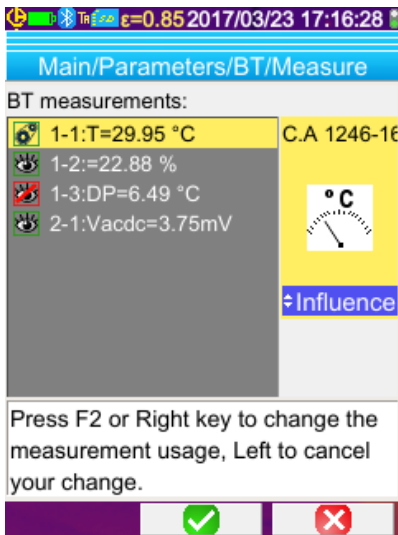 ε=0.85 2017/03/23 17:16:28
Main/Parameters/BT/Measure
BT measurements:
1-1:T=29.95 °C
1-2:=22.88 %
1-3:DP=6.49 °C
2-1:Vacdc=3.75mV
C.A 1246-16
°C
Influence
Press F2 or Right key to change the
measurement usage, Left to cancel
your change.